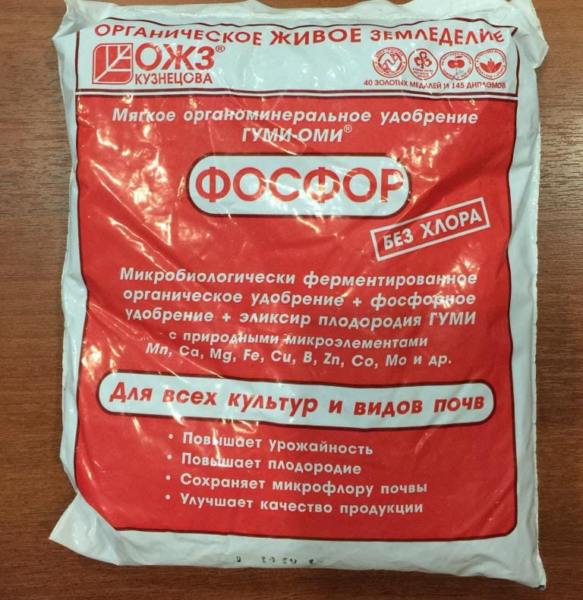 ОРГАНИЧЕСКОЕ ЖИВОЕ ЗЕМЛЕДЕЛИЕ
ОЖЗ®
КУЗНЕЦОВА
40 ЗОЛОТЫХ МЕДАЛЕЙ И 145 ДИПЛОМОВ
Мягкое органоминеральное удобрение
ГУМИ-ОМИ®
ФОСФОР
БЕЗ ХЛОРА
Микробиологически ферментированное
органическое удобрение + фосфорное
удобрение + эликсир плодородия ГУМИ
с природными микроэлементами
Mn, Ca, Mg, Fe, Cu, B, Zn, Co, Mo и др.
Для всех культур и видов почв
• Повышает урожайность
• Повышает плодородие
• Сохраняет микрофлору почвы
• Улучшает качество продукции